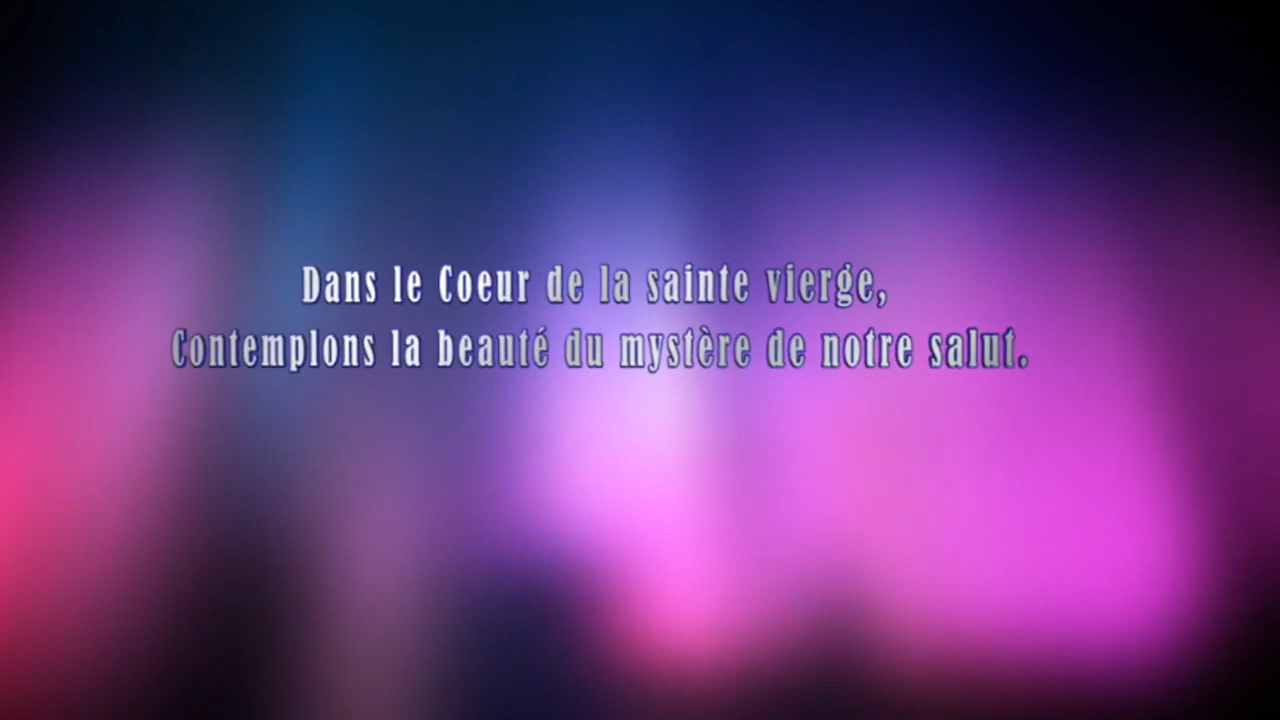 Dans le Coeur de la sainte vierge,
Contemplons la beauté du mystère de notre salut.